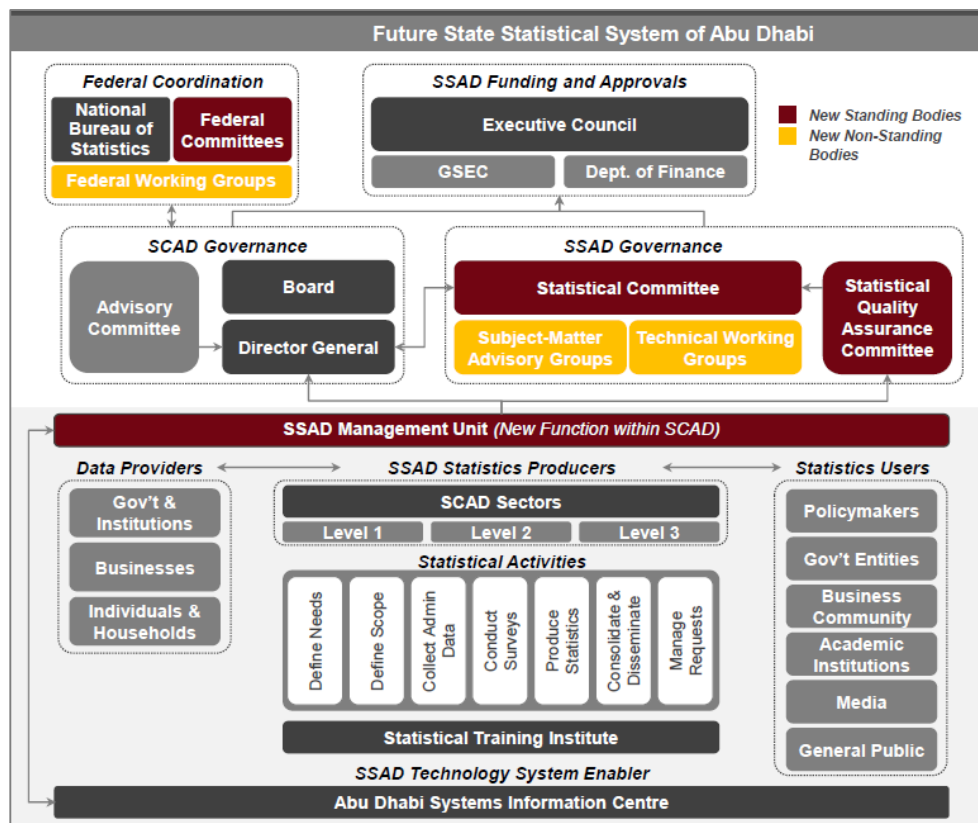 Future State Statistical System of Abu Dhabi
Federal Coordination
National
Bureau of
Statistics
Federal
Committees
Federal Working Groups
SSAD Funding and Approvals
Executive Council
GSEC
Dept. of Finance
New Standing Bodies
New Non-Standing
Bodies
SCAD Governance
Advisory
Committee
Board
Director General
SSAD Governance
Statistical Committee
Subject-Matter
Advisory Groups
Technical Working
Groups
Statistical
Quality
Assurance
Committee
SSAD Management Unit (New Function within SCAD)
Data Providers
Gov't &
Institutions
Businesses
Individuals &
Households
SSAD Statistics Producers
SCAD Sectors
Level 1
Level 2
Level 3
Statistical Activities
Define Needs
Define Scope
Collect Admin
Data
Conduct
Surveys
Produce
Statistics
Consolidate &
Disseminate
Manage
Requests
Statistical Training Institute
Statistics Users
Policymakers
Gov't Entities
Business
Community
Academic
Institutions
Media
General Public
SSAD Technology System Enabler
Abu Dhabi Systems Information Centre